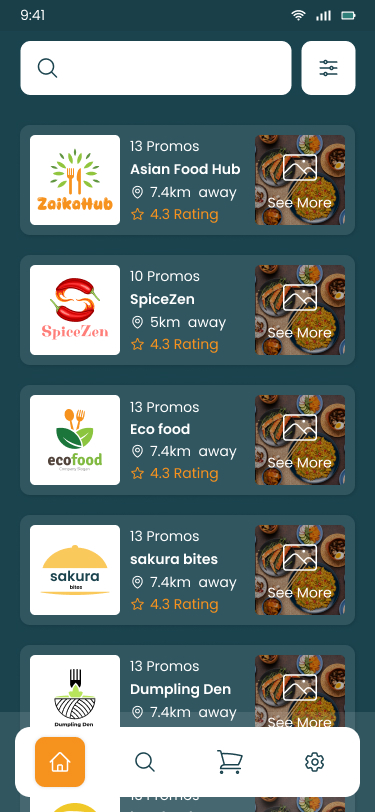 9:41
13 Promos
Asian Food Hub
7.4km away
4.3 Rating
ZaikaHub
See More
10 Promos
SpiceZen
5km away
4.3 Rating
SpiceZen
See More
13 Promos
Eco food
7.4km away
4.3 Rating
ecofood
See More
13 Promos
sakura bites
7.4km away
4.3 Rating
sakura
bites
See More
13 Promos
Dumpling Den
7.4km away
Dumpling Den
See More
13 Promos